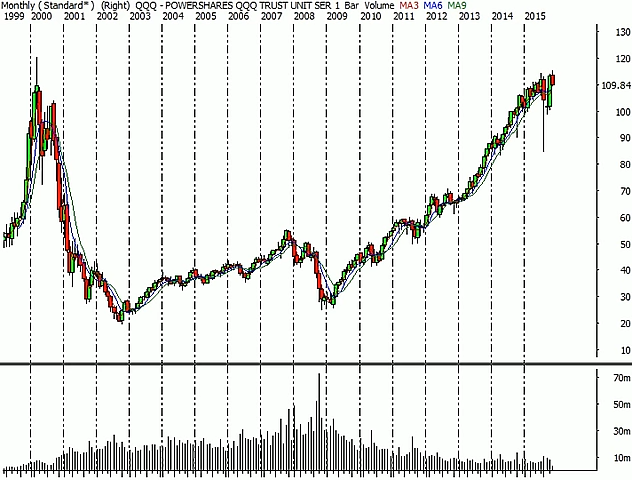 Monthly ( Standard* ) (Right) QQQ - POWERSHARES QQQ TRUST UNIT SER 1 Bar Volume MA3 MA6 MA9
1999 2000 2001 2002 2003 2004 2005 2006 2007 2008 2009 2010 2011 2012 2013 2014 2015
130
120
109.84
100
90
80
70
60
50
40
30
20
10
70m
50m
30m
10m